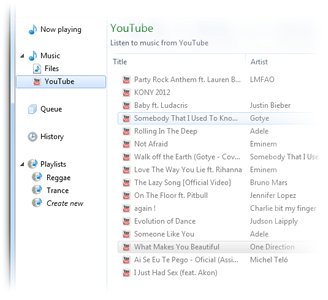 Now playing
Music
Files
YouTube
Queue
History
Playlists
Reggae
Trance
Create new
YouTube
Listen to music from YouTube
Title Artist
Party Rock Anthem ft. Lauren B... LMFAO
KONY 2012
Baby ft. Ludacris Justin Bieber
Somebody That I Used To Kno... Gotye
Rolling In The Deep Adele
Not Afraid Eminem
Walk off the Earth (Gotye - Cov... Somebody That I
Love The Way You Lie ft. Rihanna Eminem
The Lazy Song [Official Video] Bruno Mars
On The Floor ft. Pitbull Jennifer Lopez
again ! Charlie bit my finger
Evolution of Dance Judson Laipply
Someone Like You Adele
What Makes You Beautiful One Direction
Ai Se Eu Te Pego - Oficial (Assi... Michel Teló
I Just Had Sex (feat. Akon)